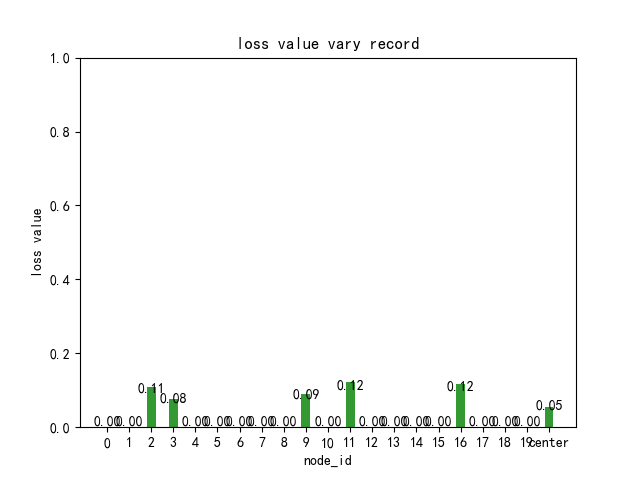 loss value vary record
1.0
0.8
0.6
0.4
0.2
0.0
loss value
0.00 0.00 0.11 0.08 0.00 0.00 0.00 0.00 0.00 0.09 0.00 0.12 0.00 0.00 0.00 0.00 0.12 0.00 0.00 0.00 0.05
0 1 2 3 4 5 6 7 8 9 10 11 12 13 14 15 16 17 18 19 center
node_id